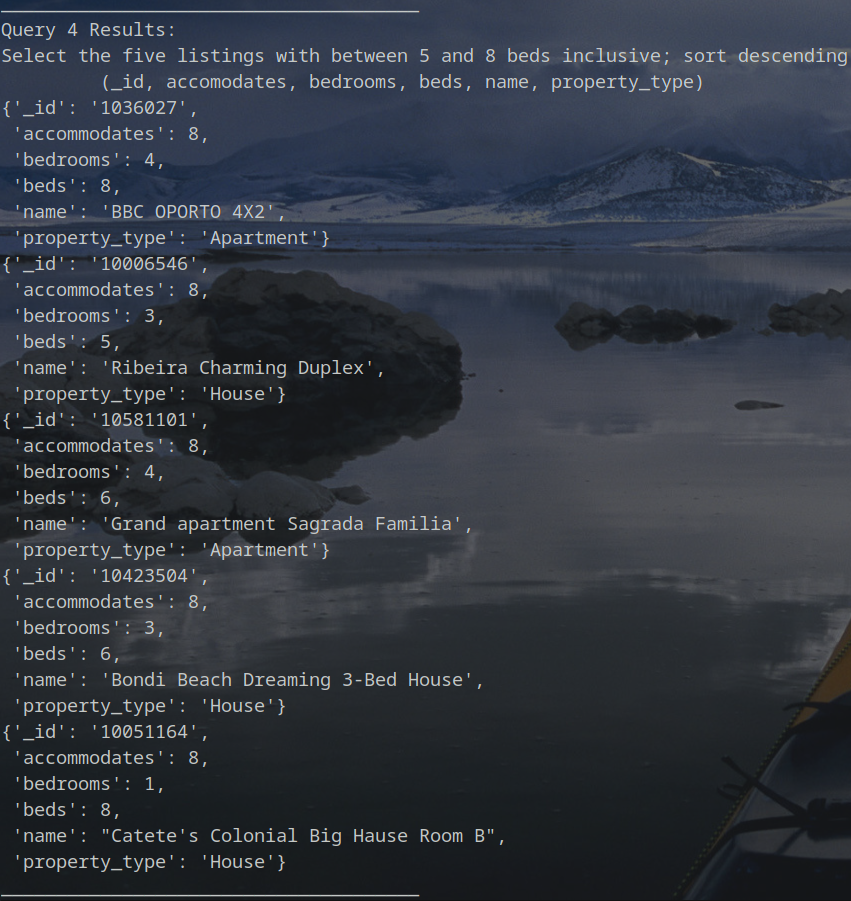 Query 4 Results:
Select the five listings with between 5 and 8 beds inclusive; sort descending
(_id, accomodates, bedrooms, beds, name, property_type)
{'_id': '1036027',
'accommodates': 8,
'bedrooms': 4,
'beds': 8,
'name': 'BBC OPORTO 4X2',
'property_type': 'Apartment'}
{'_id': '10006546',
'accommodates': 8,
'bedrooms': 3,
'beds': 5,
'name': 'Ribeira Charming Duplex',
'property_type': 'House'}
{'_id': '10581101',
'accommodates': 8,
'bedrooms': 4,
'beds': 6,
'name': 'Grand apartment Sagrada Familia',
'property_type': 'Apartment'}
{'_id': '10423504',
'accommodates': 8,
'bedrooms': 3,
'beds': 6,
'name': 'Bondi Beach Dreaming 3-Bed House',
'property_type': 'House'}
{'_id': '10051164',
'accommodates': 8,
'bedrooms': 1,
'beds': 8,
'name': "Catete's Colonial Big Hause Room B",
'property_type': 'House'}